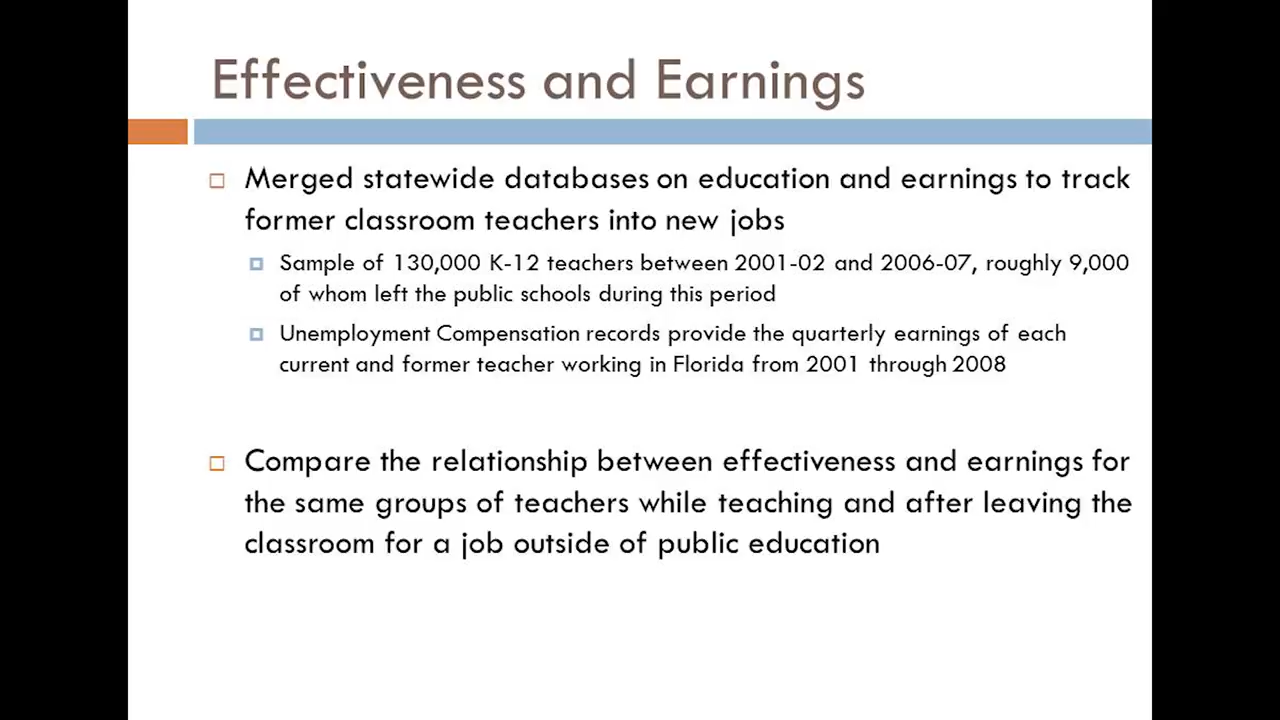 Effectiveness and Earnings
Merged statewide databases on education and earnings to track
former classroom teachers into new jobs
Sample of 130,000 K-12 teachers between 2001-02 and 2006-07, roughly 9,000
of whom left the public schools during this period
Unemployment Compensation records provide the quarterly earnings of each
current and former teacher working in Florida from 2001 through 2008
Compare the relationship between effectiveness and earnings for
the same groups of teachers while teaching and after leaving the
classroom for a job outside of public education